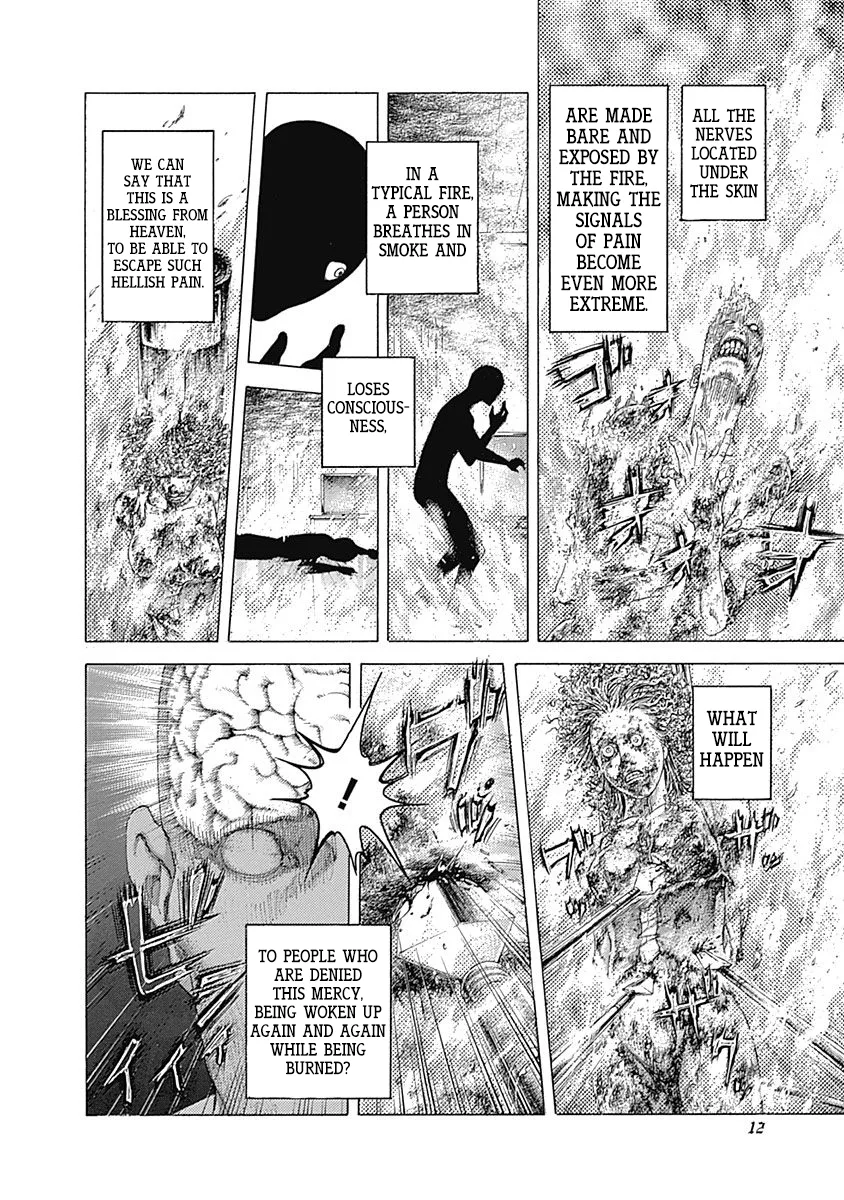 ALL THE
NERVES
LOCATED
UNDER
THE SKIN
ARE MADE
BARE AND
EXPOSED BY
THE FIRE,
MAKING THE
SIGNALS
OF PAIN
BECOME
EVEN MORE
EXTREME.
IN A
TYPICAL FIRE,
A PERSON
BREATHES IN
SMOKE AND
LOSES
CONSCIOUS-
NESS,
WE CAN
SAY THAT
THIS IS A
BLESSING FROM
HEAVEN,
TO BE ABLE TO
ESCAPE SUCH
HELLISH PAIN.
WHAT
WILL
HAPPEN
!
TO PEOPLE WHO
ARE DENIED
THIS MERCY,
BEING WOKEN UP
AGAIN AND AGAIN
WHILE BEING
BURNED?
12